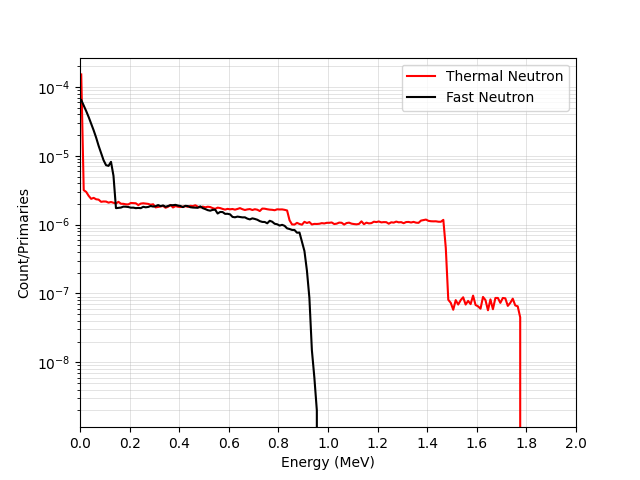 Thermal Neutron
Fast Neutron
10⁻⁴
10⁻⁵
10⁻⁶
10⁻⁷
10⁻⁸
Count/Primaries
0.0 0.2 0.4 0.6 0.8 1.0 1.2 1.4 1.6 1.8 2.0
Energy (MeV)